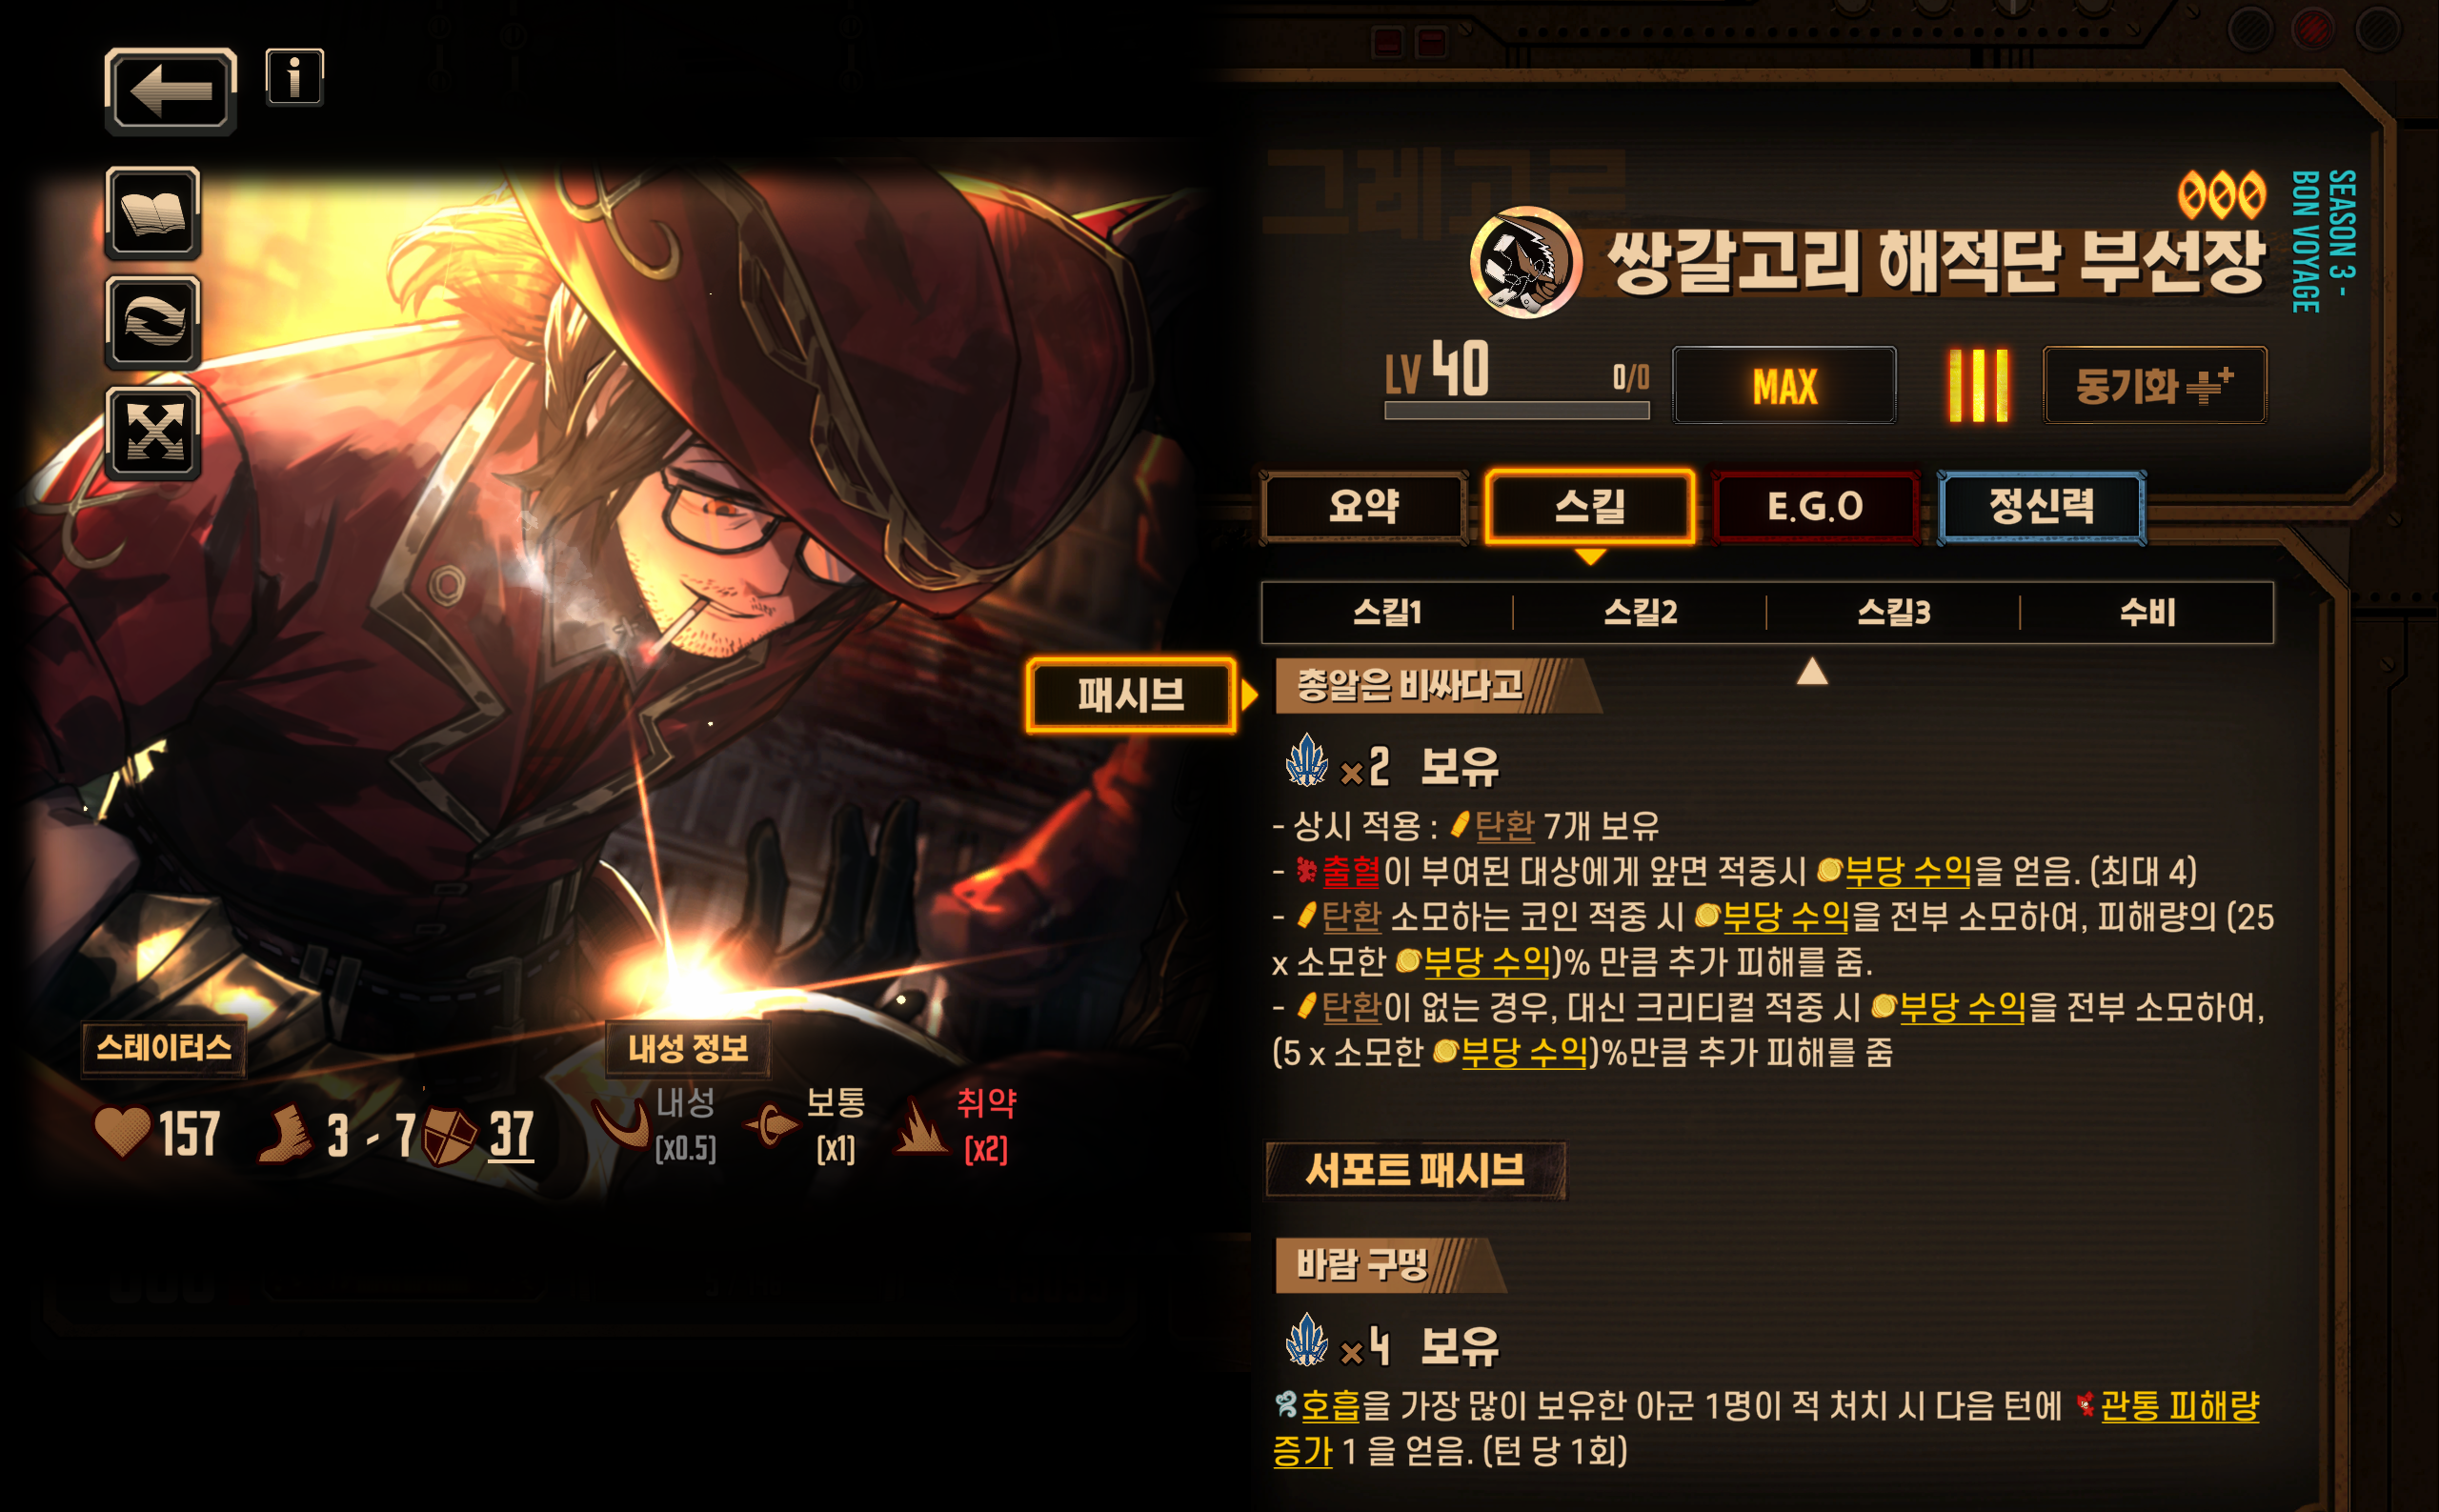 그레고르
쌍갈고리 해적단 부선장
SEASON 3 -
BON VOYAGE
LV 40
0/0
MAX
동기화
요약
스킬
E.G.O
정신력
스킬1
스킬2
스킬3
수비
패시브
총알은 비싸다고
×2 보유
- 상시 적용 : 탄환 7개 보유
- 출혈이 부여된 대상에게 앞면 적중시 부당 수익을 얻음. (최대 4)
- 탄환 소모하는 코인 적중 시 부당 수익을 전부 소모하여, 피해량의 (25
x 소모한 부당 수익)% 만큼 추가 피해를 줌.
- 탄환이 없는 경우, 대신 크리티컬 적중 시 부당 수익을 전부 소모하여,
(5 x 소모한 부당 수익)%만큼 추가 피해를 줌
서포트 패시브
바람 구멍
×4 보유
호흡을 가장 많이 보유한 아군 1명이 적 처치 시 다음 턴에 관통 피해량
증가 1 을 얻음. (턴 당 1회)
스테이터스
157
3 - 7
37
내성 정보
내성
[x0.5]
보통
[x1]
취약
[x2]